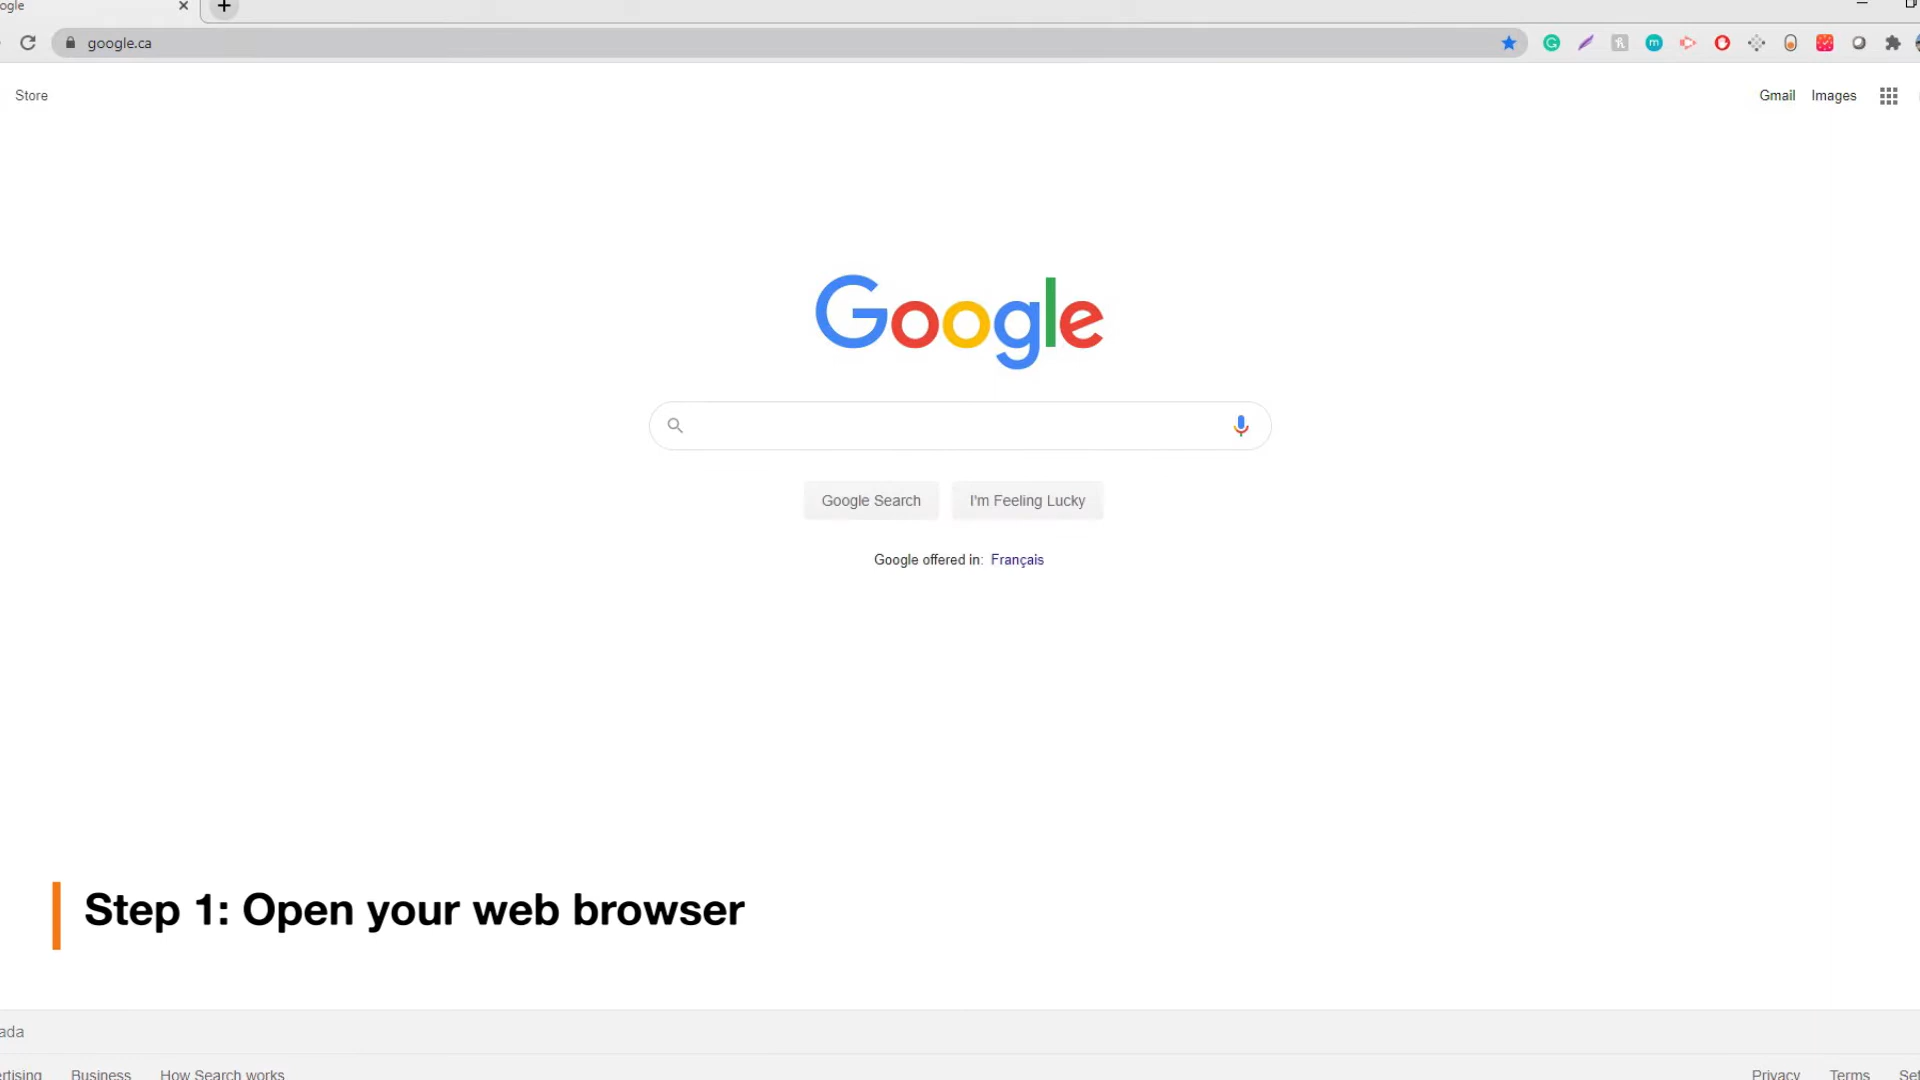 ogle
google.ca
Store
Gmail Images
Google
Google Search I'm Feeling Lucky
Google offered in: Français
Step 1: Open your web browser
ada
ertising Business How Search works
Privacy Terms Set